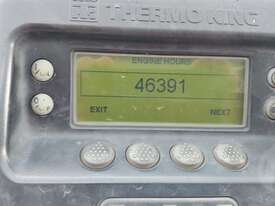 THERMO KING
ENGINE HOURS
46391
EXIT NEXT